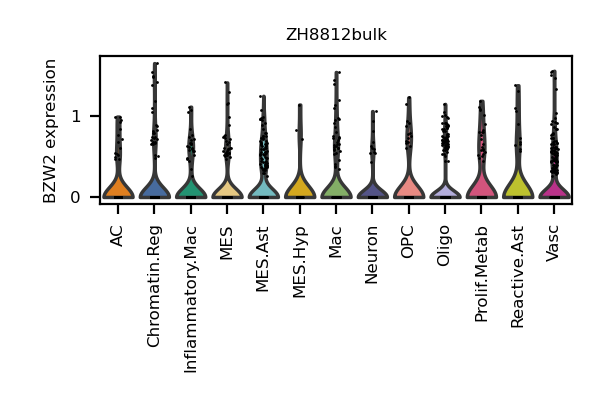 ZH8812bulk
BZW2 expression
1
0
AC
Chromatin.Reg
Inflammatory.Mac
MES
MES.Ast
MES.Hyp
Mac
Neuron
OPC
Oligo
Prolif.Metab
Reactive.Ast
Vasc